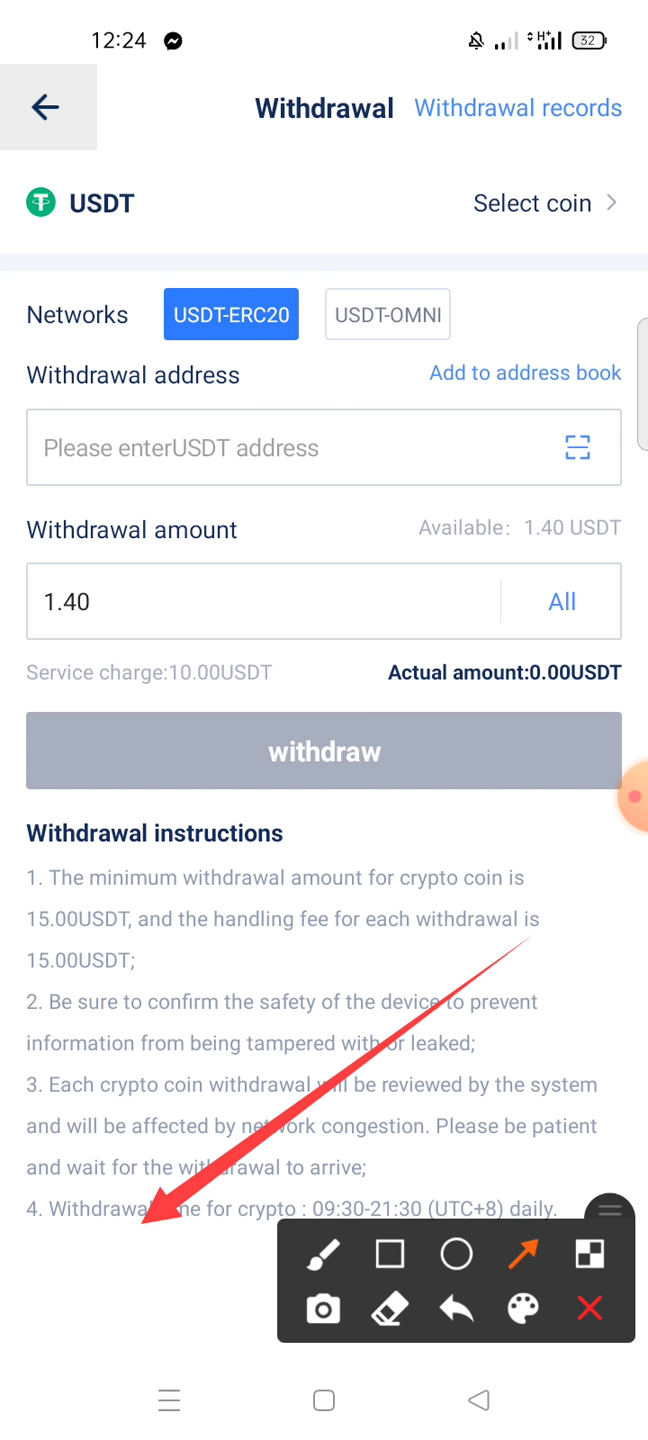 12:24
H+
32
Withdrawal
Withdrawal records
USDT
Select coin
Networks
USDT-ERC20
USDT-OMNI
Withdrawal address
Add to address book
Please enterUSDT address
Withdrawal amount
Available: 1.40 USDT
1.40
All
Service charge:10.00USDT
Actual amount:0.00USDT
withdraw
Withdrawal instructions
1. The minimum withdrawal amount for crypto coin is
15.00USDT, and the handling fee for each withdrawal is
15.00USDT;
2. Be sure to confirm the safety of the device to prevent
information from being tampered with or leaked;
3. Each crypto coin withdrawal will be reviewed by the system
and will be affected by network congestion. Please be patient
and wait for the withdrawal to arrive;
4. Withdrawal time for crypto : 09:30-21:30 (UTC+8) daily.